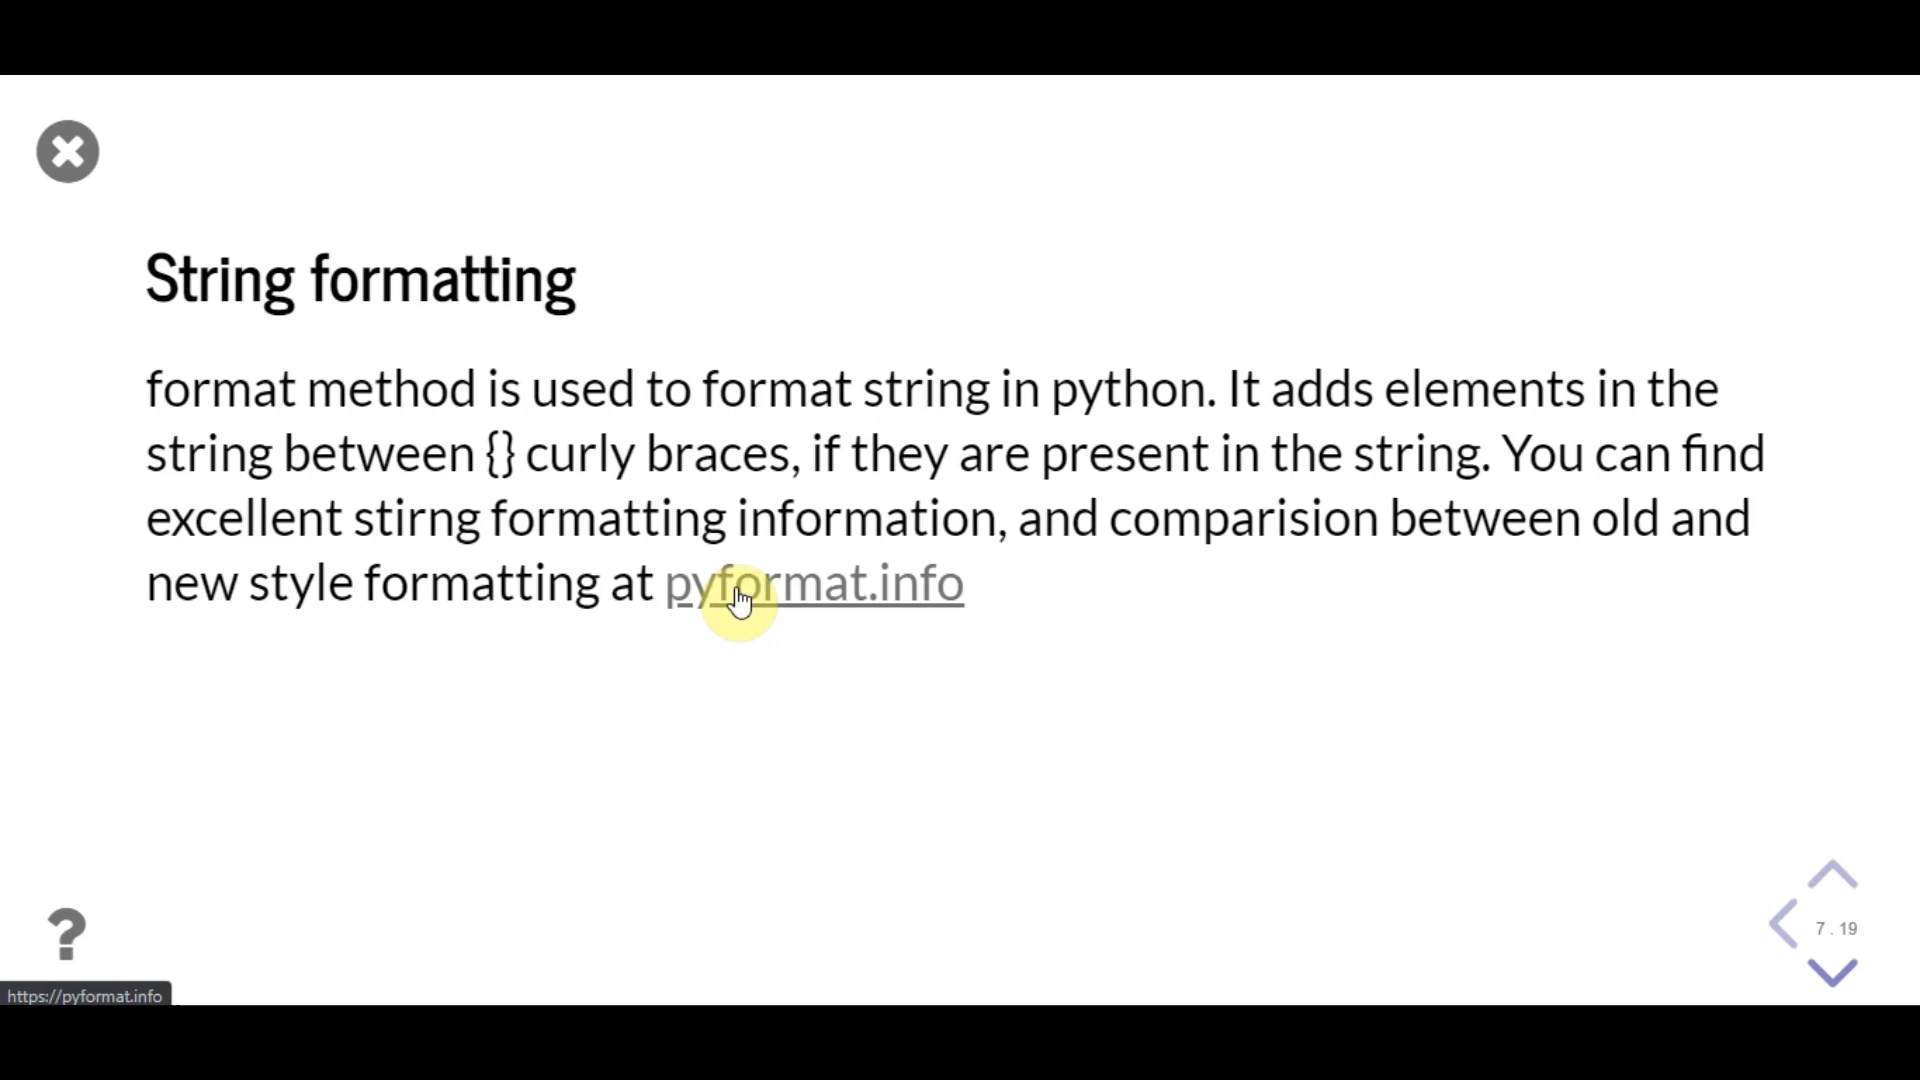 String formatting
format method is used to format string in python. It adds elements in the
string between {} curly braces, if they are present in the string. You can find
excellent stirng formatting information, and comparision between old and
new style formatting at pyformat.info
7 . 19
https://pyformat.info